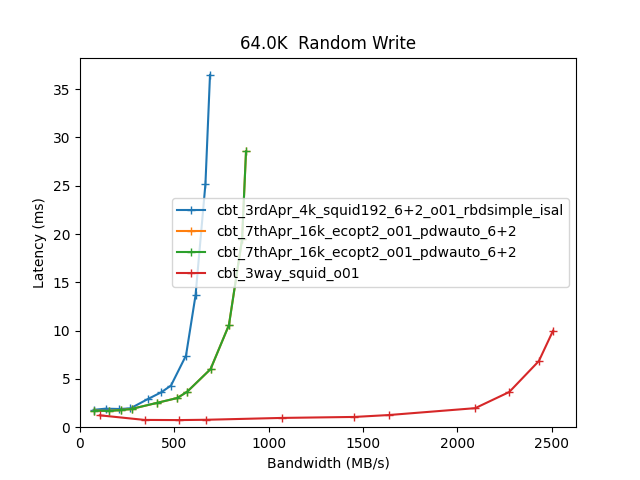 64.0K  Random Write
Latency (ms)
35
30
25
20
15
10
5
0
cbt_3rdApr_4k_squid192_6+2_o01_rbdsimple_isal
cbt_7thApr_16k_ecopt2_o01_pdwauto_6+2
cbt_7thApr_16k_ecopt2_o01_pdwauto_6+2
cbt_3way_squid_o01
0 500 1000 1500 2000 2500
Bandwidth (MB/s)